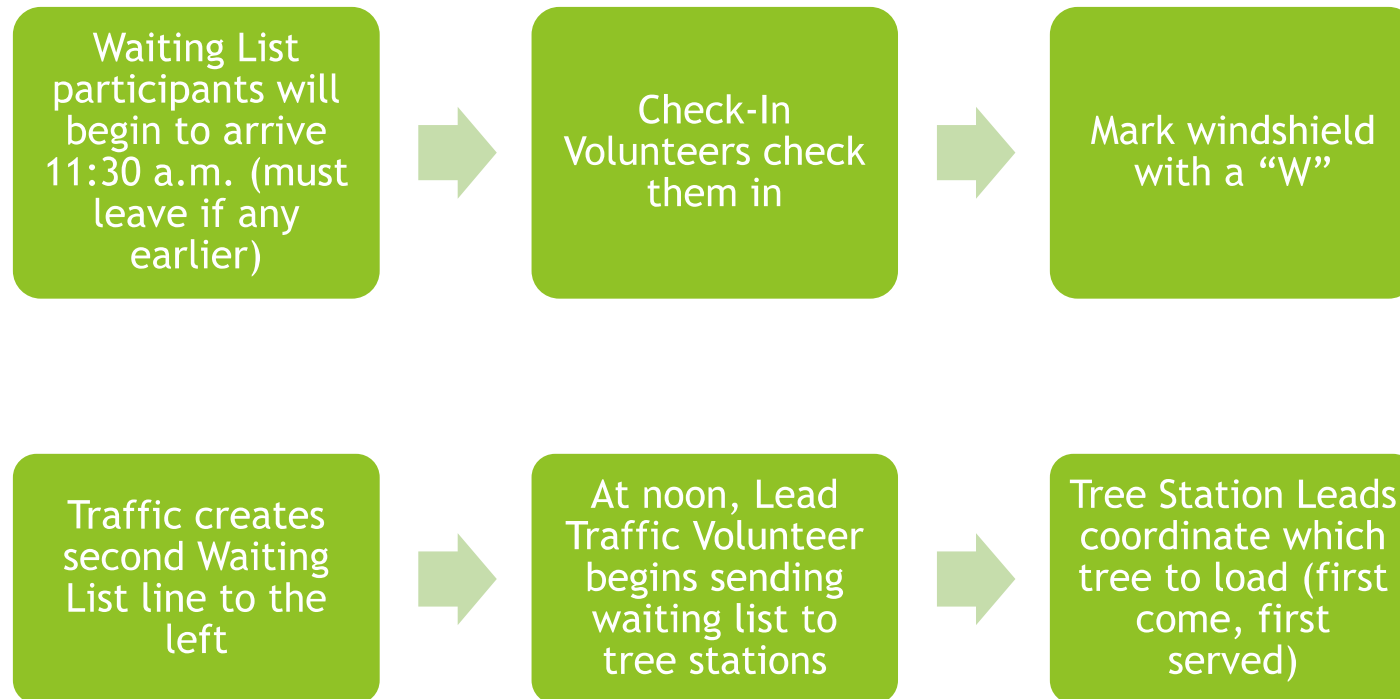 Waiting List
participants will
begin to arrive
11:30 a.m. (must
leave if any
earlier)
Check-In
Volunteers check
them in
Mark windshield
with a “W”
Traffic creates
second Waiting
List line to the
left
At noon, Lead
Traffic Volunteer
begins sending
waiting list to
tree stations
Tree Station Leads
coordinate which
tree to load (first
come, first
served)